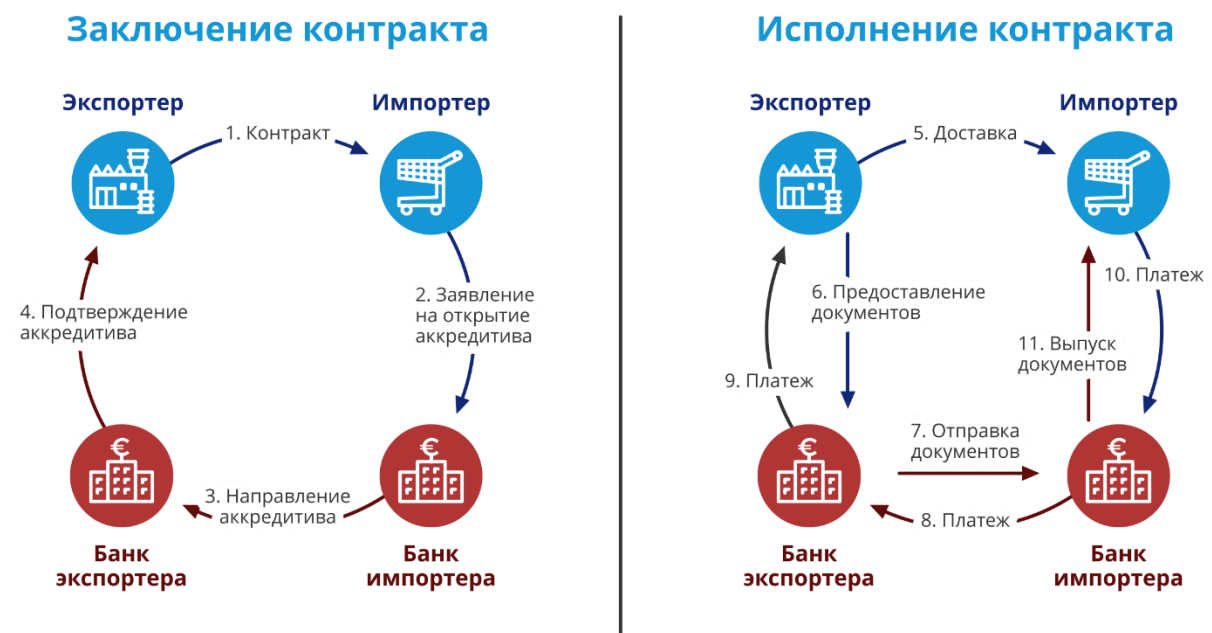 Заключение контракта
Экспортер
Импортер
1. Контракт
2. Заявление
на открытие
аккредитива
4. Подтверждение
аккредитива
3. Направление
аккредитива
Банк
экспортера
Банк
импортера
Исполнение контракта
Экспортер
Импортер
5. Доставка
10. Платеж
6. Предоставление
документов
11. Выпуск
документов
9. Платеж
7. Отправка
документов
8. Платеж
Банк
экспортера
Банк
импортера